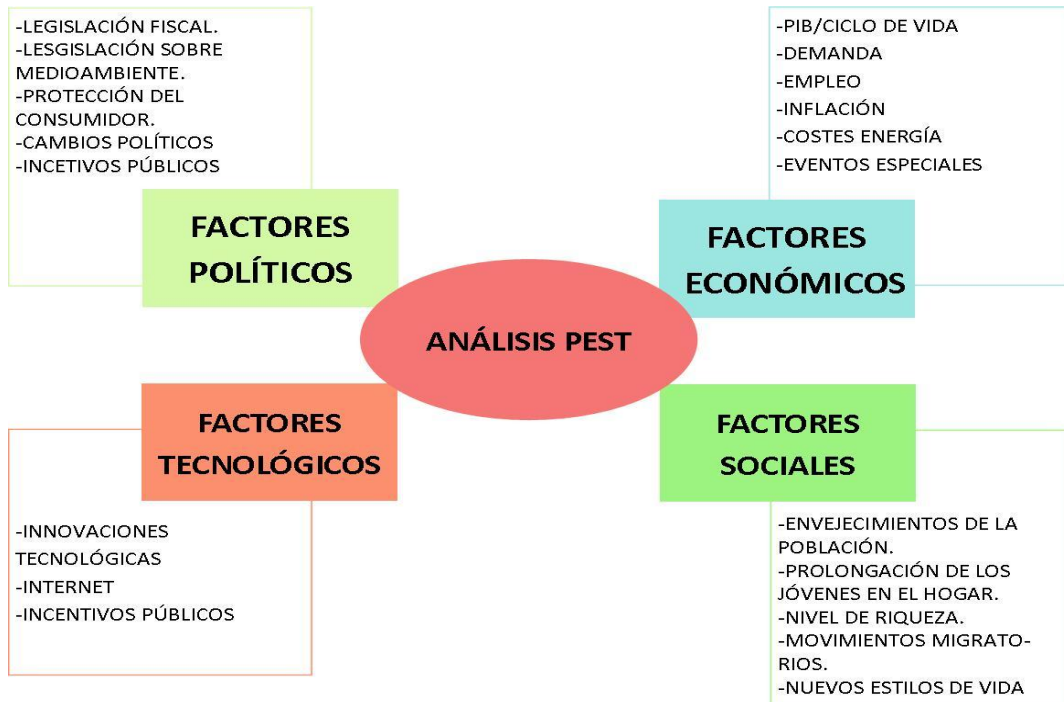 -LEGISLACIÓN FISCAL.
-LESGISLACIÓN SOBRE
MEDIOAMBIENTE.
-PROTECCIÓN DEL
CONSUMIDOR.
-CAMBIOS POLÍTICOS
-INCETIVOS PÚBLICOS
FACTORES
POLÍTICOS
-PIB/CICLO DE VIDA
-DEMANDA
-EMPLEO
-INFLACIÓN
-COSTES ENERGÍA
-EVENTOS ESPECIALES
FACTORES
ECONÓMICOS
ANÁLISIS PEST
FACTORES
TECNOLÓGICOS
-INNOVACIONES
TECNOLÓGICAS
-INTERNET
-INCENTIVOS PÚBLICOS
FACTORES
SOCIALES
-ENVEJECIMIENTOS DE LA
POBLACIÓN.
-PROLONGACIÓN DE LOS
JÓVENES EN EL HOGAR.
-NIVEL DE RIQUEZA.
-MOVIMIENTOS MIGRATO-
RIOS.
-NUEVOS ESTILOS DE VIDA